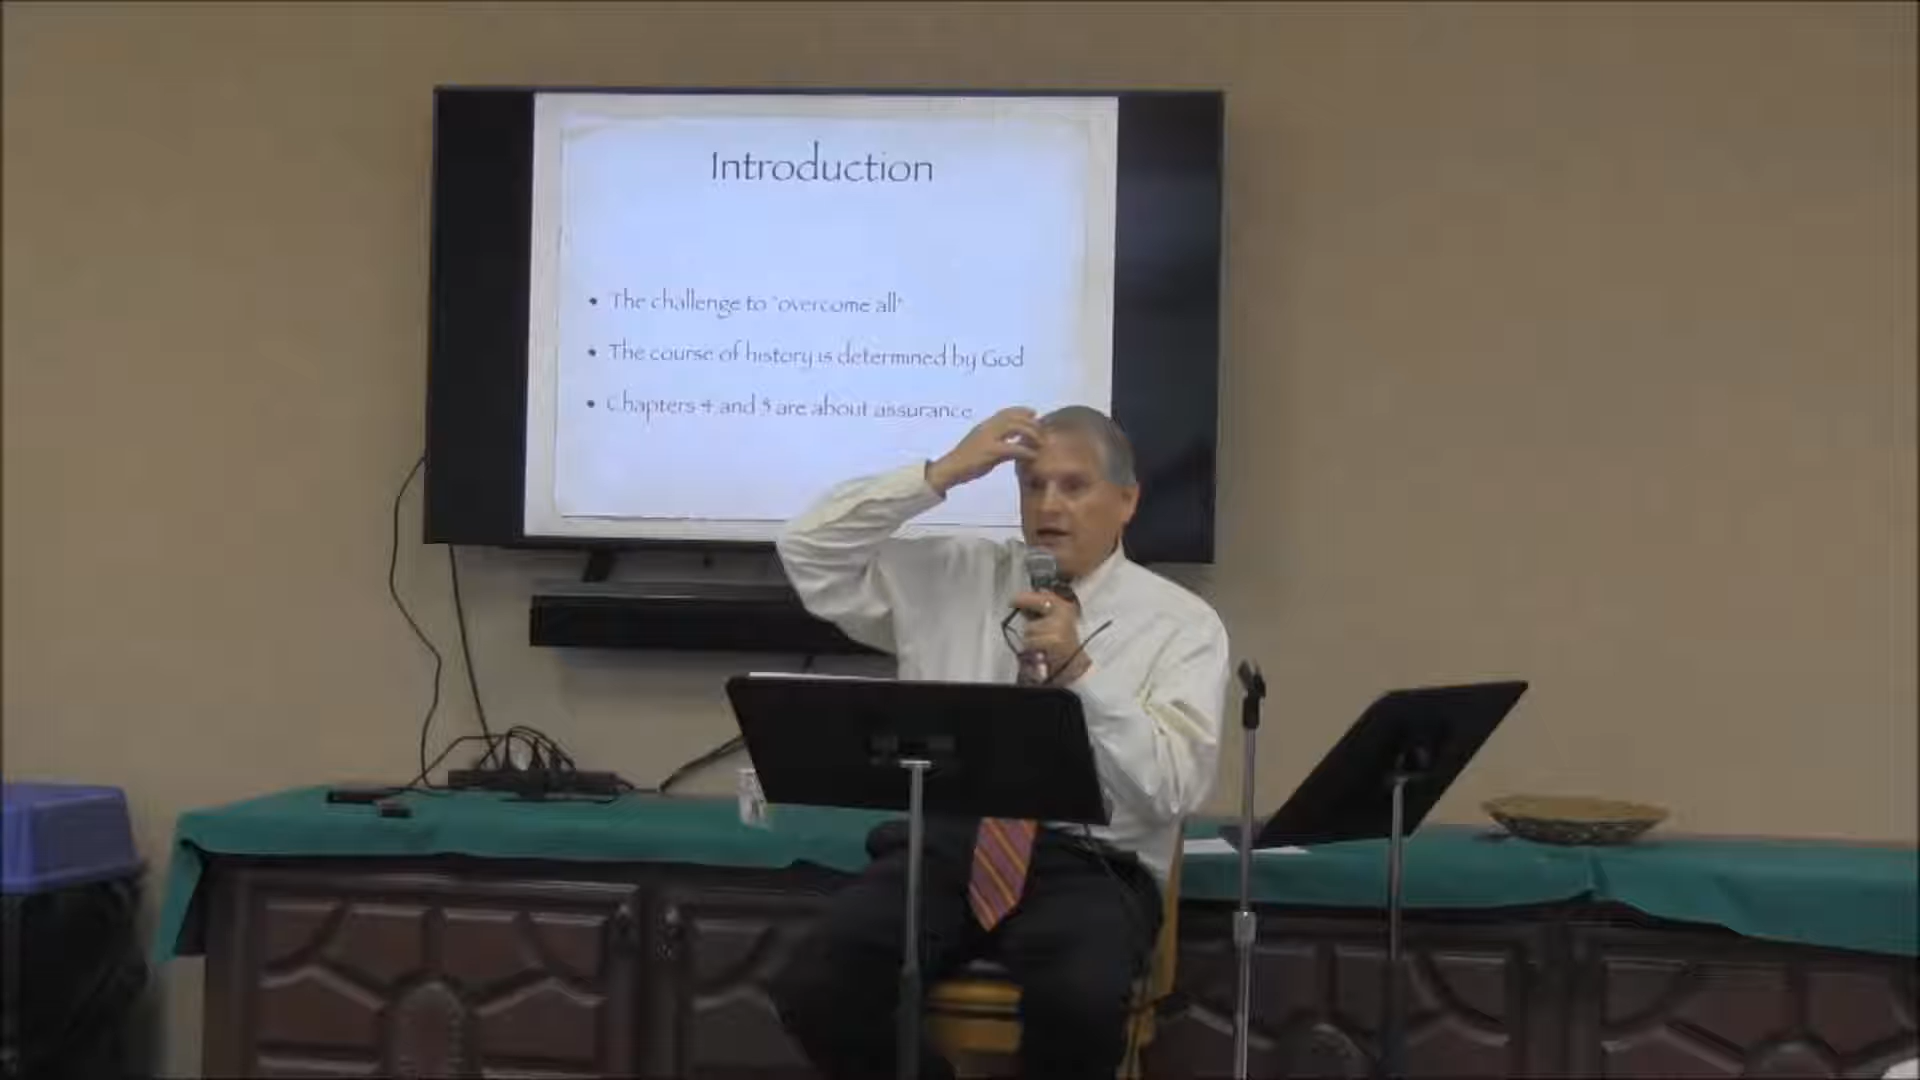 Introduction
• The challenge to "overcome all"
• The course of history is determined by God
• Chapters 4 and 5 are about assurance